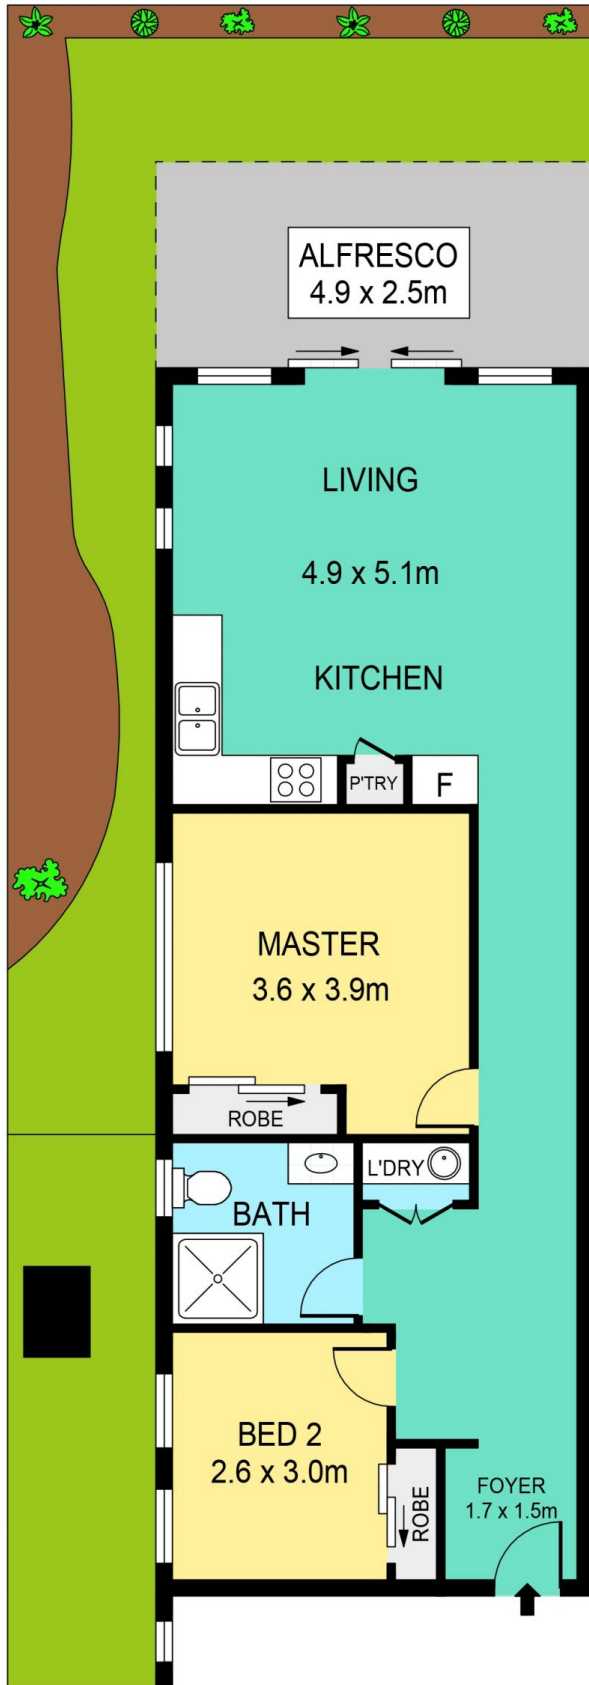 ALFRESCO
4.9 x 2.5m
LIVING
4.9 x 5.1m
KITCHEN
P'TRY
F
MASTER
3.6 x 3.9m
ROBE
L'DRY
BATH
BED 2
2.6 x 3.0m
ROBE
FOYER
1.7 x 1.5m